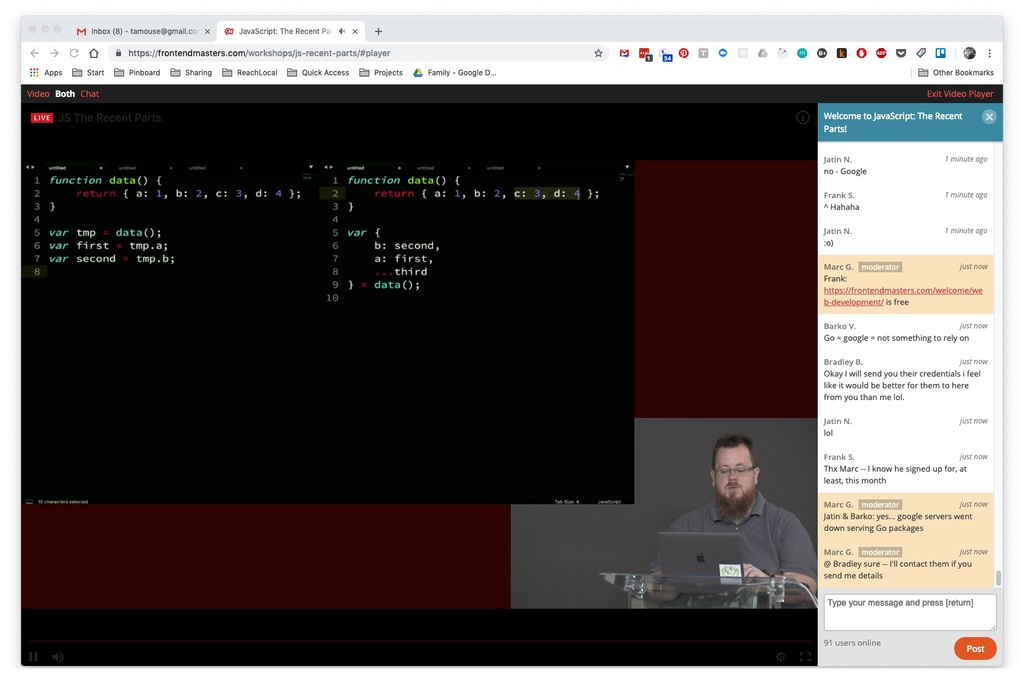 Inbox (8) - tamouse@gmail.co
JavaScript: The Recent Pa
https://frontendmasters.com/workshops/js-recent-parts/#player
Apps
Start
Pinboard
Sharing
ReachLocal
Quick Access
Projects
Family - Google D...
Other Bookmarks
Video Both Chat
Exit Video Player
LIVE JS The Recent Parts
untitled untitled untitled
1 function data() {
2 return { a: 1, b: 2, c: 3, d: 4 };
3 }
4
5 var tmp = data();
6 var first = tmp.a;
7 var second = tmp.b;
8
untitled untitled untitled
1 function data() {
2 return { a: 1, b: 2, c: 3, d: 4 };
3 }
4
5 var {
6 b: second,
7 a: first,
8 ...third
9 } = data();
10
10 characters selected
Tab Size: 4 JavaScript
Welcome to JavaScript: The Recent
Parts!
Jatin N. 1 minute ago
no - Google
Frank S. 1 minute ago
^ Hahaha
Jatin N. 1 minute ago
:o)
Marc G. moderator just now
Frank:
https://frontendmasters.com/welcome/we
b-development/ is free
Barko V. just now
Go = google = not something to rely on
Bradley B. just now
Okay I will send you their credentials i feel
like it would be better for them to here
from you than me lol.
Jatin N. just now
lol
Frank S. just now
Thx Marc -- I know he signed up for, at
least, this month
Marc G. moderator just now
Jatin & Barko: yes... google servers went
down serving Go packages
Marc G. moderator just now
@ Bradley sure -- I'll contact them if you
send me details
Type your message and press [return]
91 users online
Post